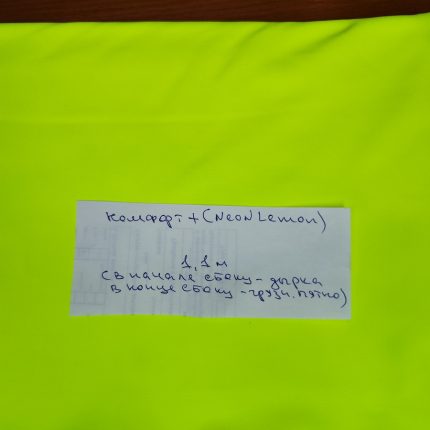 комфорт + (Neon Lemon)
1,1 м
(в начале сбоку - дырка
в конце сбоку - грязн. пятно)